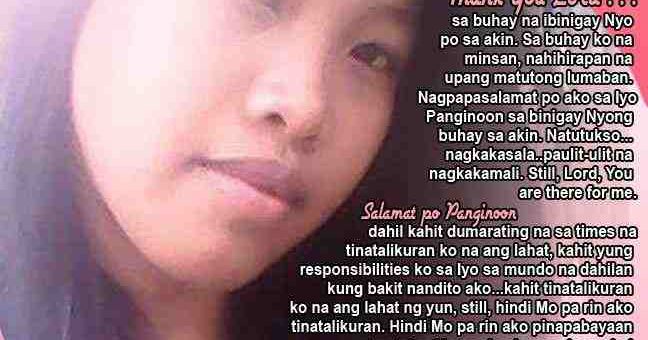 Thank You Lord . . .
sa buhay na ibinigay Nyo
po sa akin. Sa buhay ko na
minsan, nahihirapan na
upang matutong lumaban.
Nagpapasalamat po ako sa Iyo
Panginoon sa binigay Nyong
buhay sa akin. Natutukso...
nagkakasala..paulit-ulit na
nagkakamali. Still, Lord, You
are there for me.
Salamat po Panginoon
dahil kahit dumarating na sa times na
tinatalikuran ko na ang lahat, kahit yung
responsibilities ko sa Iyo sa mundo na dahilan
kung bakit nandito ako...kahit tinatalikuran
ko na ang lahat ng yun, still, hindi Mo pa rin ako
tinatalikuran. Hindi Mo pa rin ako pinapabayaan